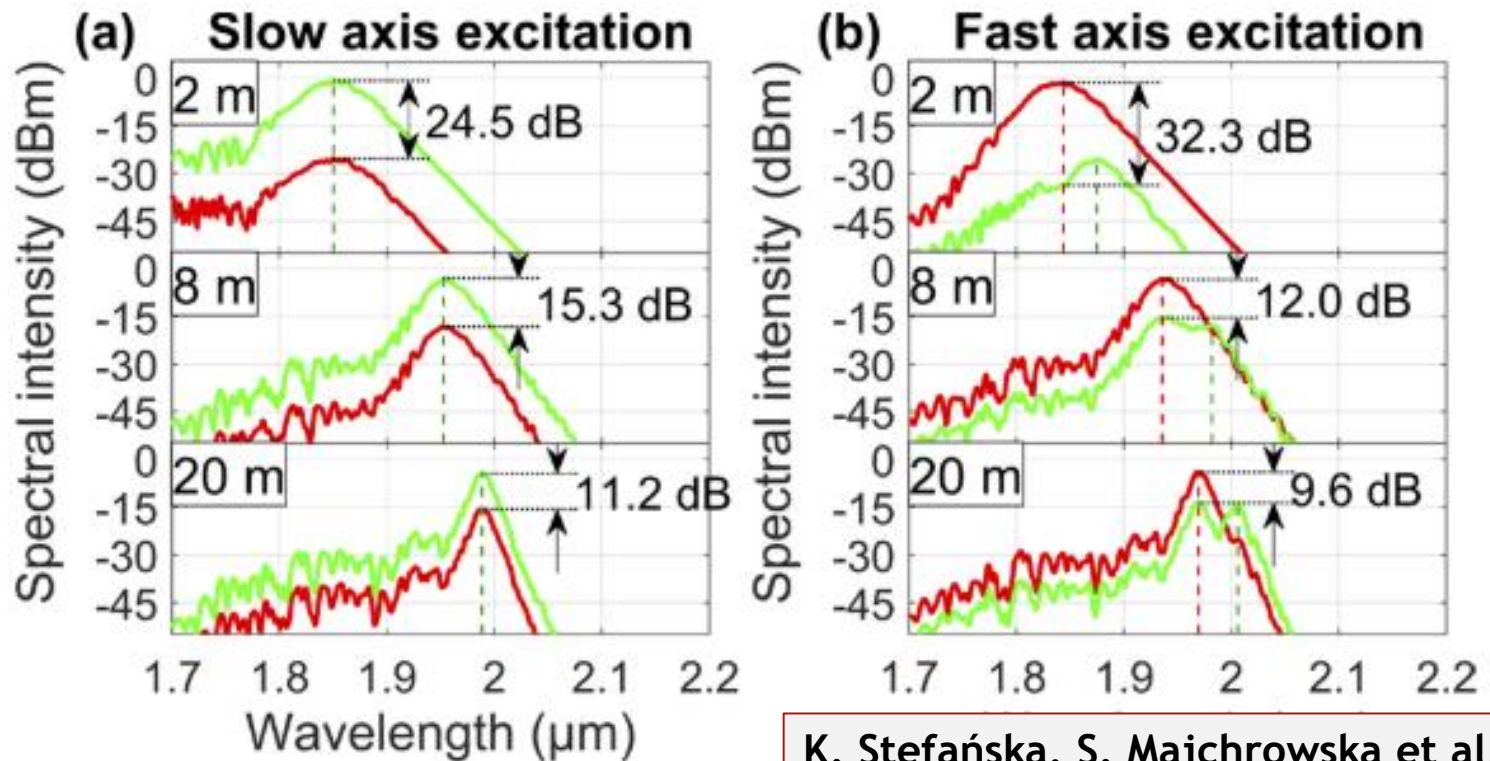 (a) Slow axis excitation
Spectral intensity (dBm)
0
-15
-30
-45
2 m
24.5 dB
0
-15
-30
-45
8 m
15.3 dB
0
-15
-30
-45
20 m
11.2 dB
1.7 1.8 1.9 2 2.1 2.2
Wavelength (µm)
(b) Fast axis excitation
Spectral intensity (dBm)
0
-15
-30
-45
2 m
32.3 dB
0
-15
-30
-45
8 m
12.0 dB
0
-15
-30
-45
20 m
9.6 dB
1.7 1.8 1.9 2 2.1 2.2
K. Stefańska, S. Majchrowska et al